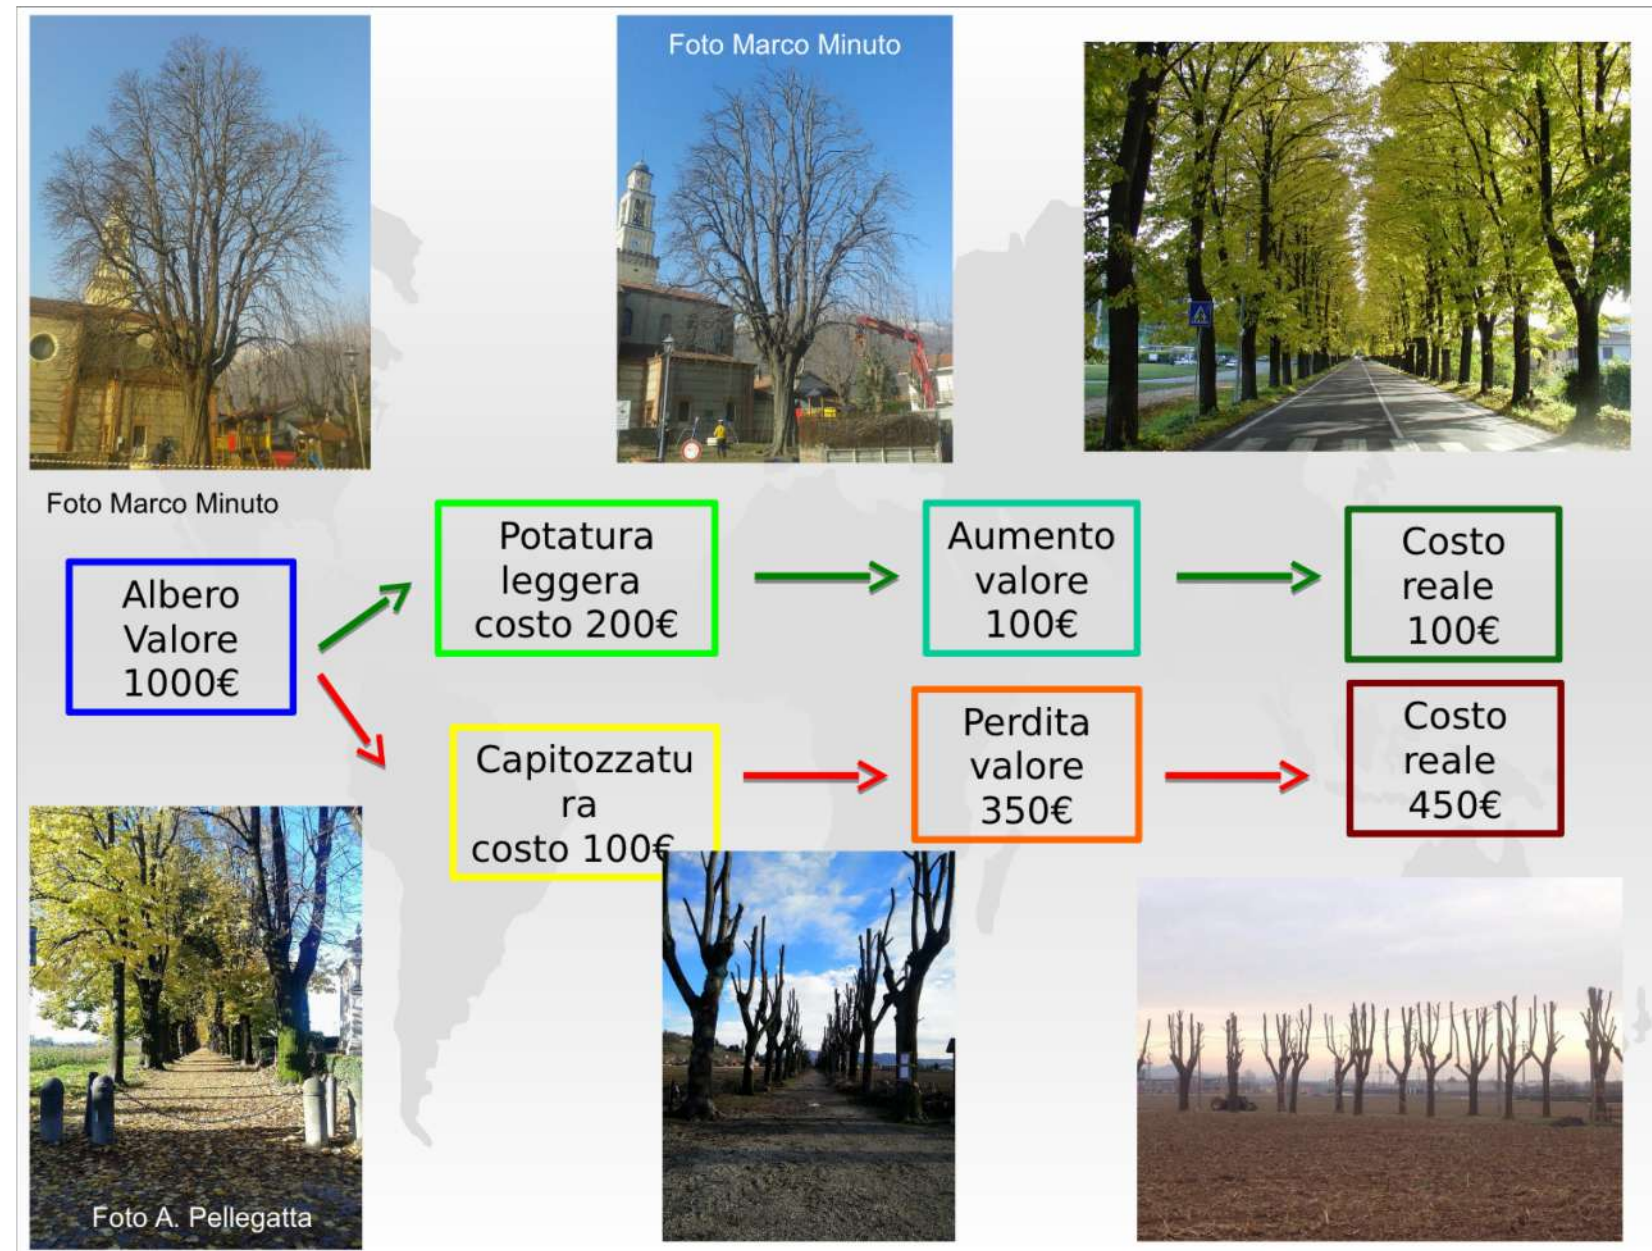 Foto Marco Minuto
Foto Marco Minuto
Albero
Valore
1000€
Potatura
leggera
costo 200€
Aumento
valore
100€
Costo
reale
100€
Capitozzatu
ra
costo 100€
Perdita
valore
350€
Costo
reale
450€
Foto A. Pellegatta